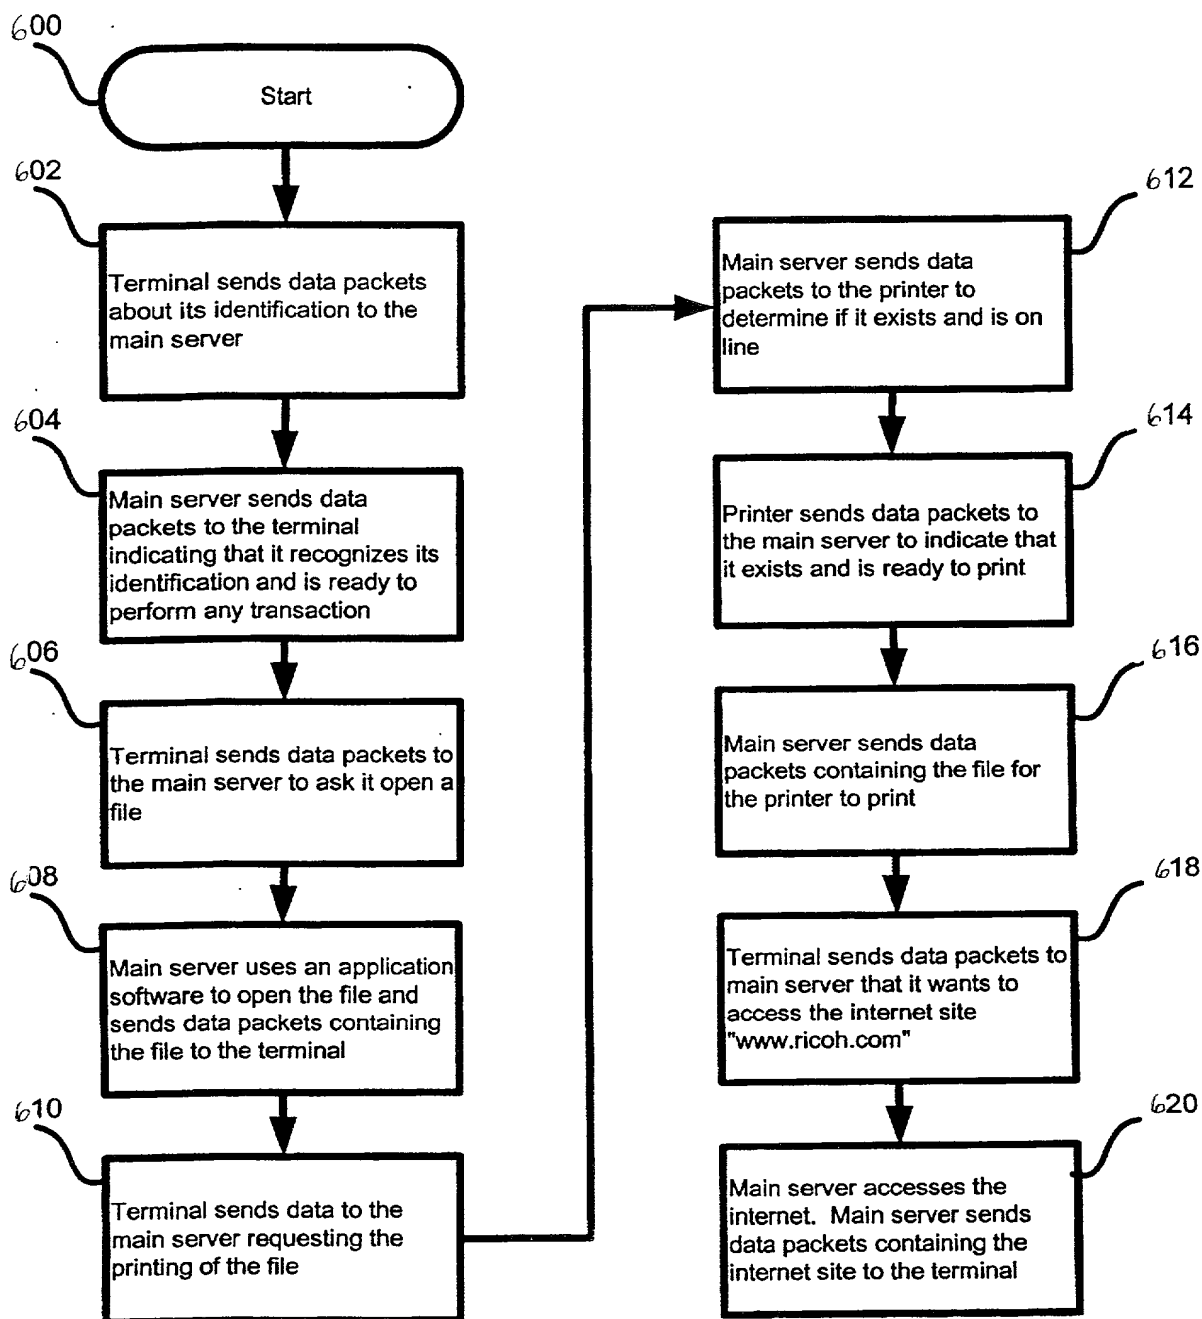 600
Start
602
Terminal sends data packets
about its identification to the
main server
604
Main server sends data
packets to the terminal
indicating that it recognizes its
identification and is ready to
perform any transaction
606
Terminal sends data packets to
the main server to ask it open a
file
608
Main server uses an application
software to open the file and
sends data packets containing
the file to the terminal
610
Terminal sends data to the
main server requesting the
printing of the file
612
Main server sends data
packets to the printer to
determine if it exists and is on
line
614
Printer sends data packets to
the main server to indicate that
it exists and is ready to print
616
Main server sends data
packets containing the file for
the printer to print
618
Terminal sends data packets to
main server that it wants to
access the internet site
"www.ricoh.com"
620
Main server accesses the
internet. Main server sends
data packets containing the
internet site to the terminal